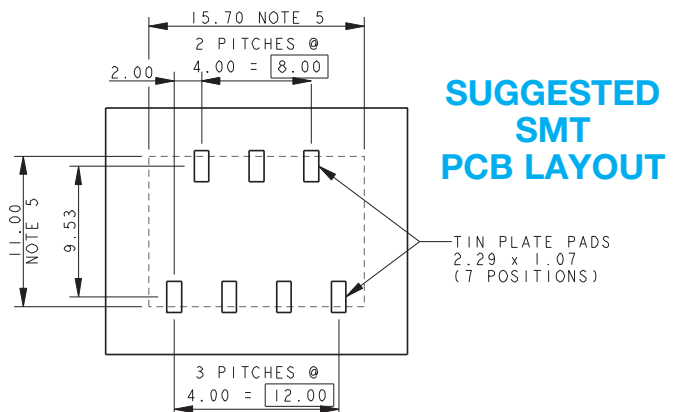 15.70 NOTE 5
2 PITCHES @
4.00 = 8.00
2.00
SUGGESTED
SMT
PCB LAYOUT
11.00
NOTE 5
9.53
TIN PLATE PADS
2.29 x 1.07
(7 POSITIONS)
3 PITCHES @
4.00 = 12.00